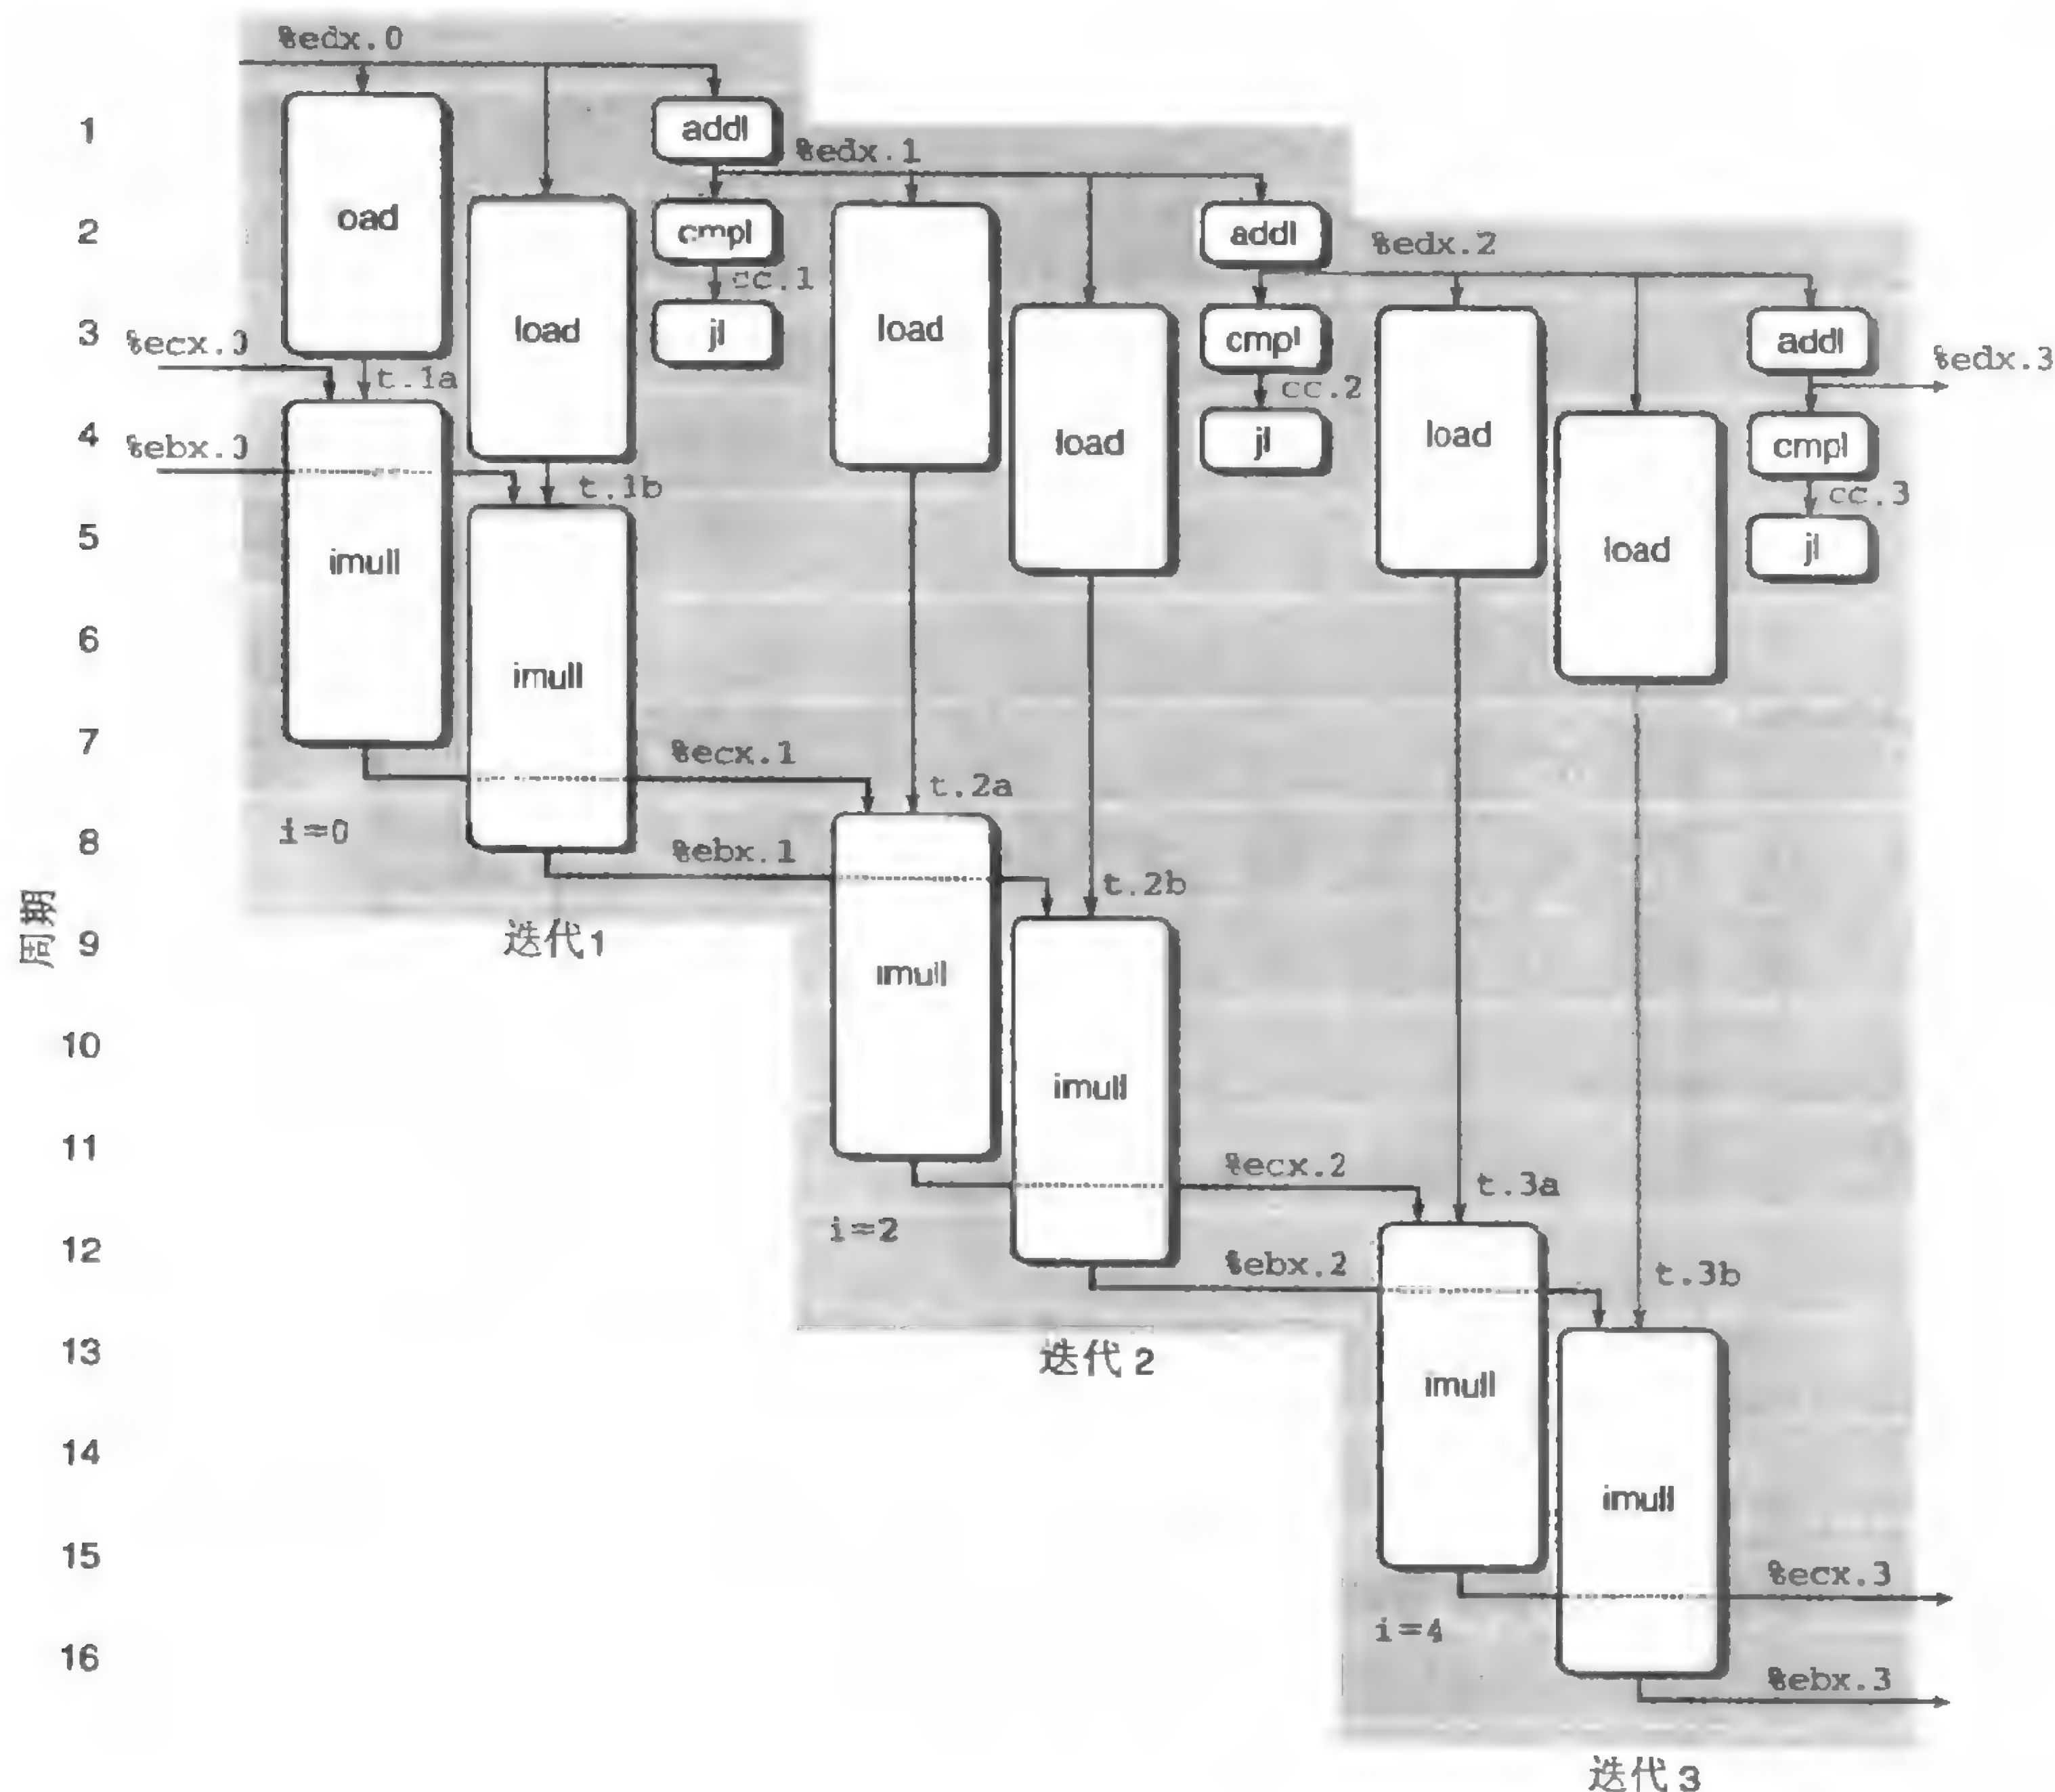 %edx.0
1
addl
%edx.1
oad
2
cmpl
addl
%edx.2
cc.1
3
load
jl
load
cmpl
addl
%edx.3
%ecx.0
t.1a
cc.2
4
load
jl
load
cmpl
%ebx.0
t.1b
cc.3
5
imull
load
jl
6
imull
7
%ecx.1
t.2a
i=0
8
%ebx.1
t.2b
周期
9
迭代1
imull
10
imull
11
%ecx.2
t.3a
i=2
12
%ebx.2
t.3b
13
迭代 2
imull
14
imull
15
%ecx.3
i=4
16
%ebx.3
迭代 3